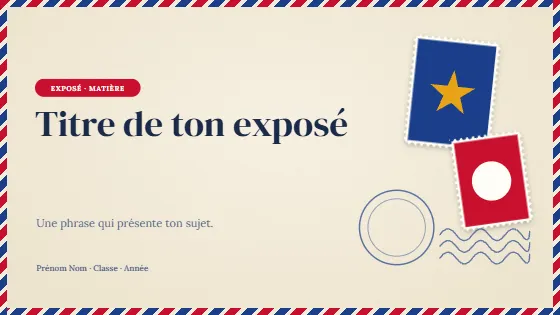 EXPOSÉ · MATIÈRE
Titre de ton exposé
Une phrase qui présente ton sujet.
Prénom Nom · Classe · Année